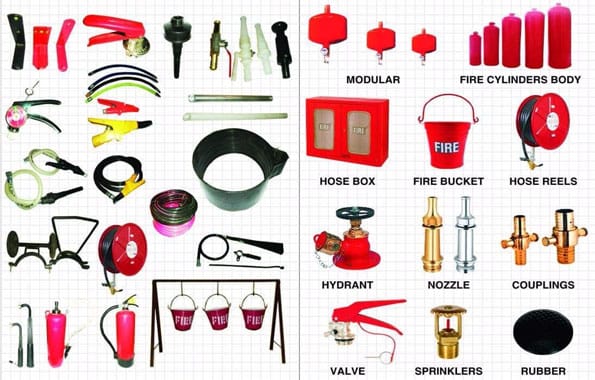 FIRE FIRE FIRE
MODULAR
FIRE CYLINDERS BODY
FIRE FIRE
FIRE
HOSE BOX
FIRE BUCKET
HOSE REELS
HYDRANT
NOZZLE
COUPLINGS
VALVE
SPRINKLERS
RUBBER